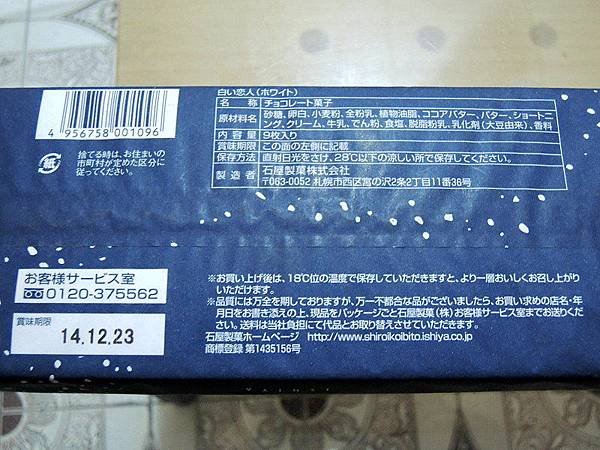 白い恋人（ホワイト）
名 称 チョコレート菓子
原材料名 砂糖、卵白、小麦粉、全粉乳、植物油脂、ココアバター、バター、ショートニ
ング、クリーム、牛乳、でん粉、食塩、脱脂粉乳、乳化剤（大豆由来）、香料
内 容 量 9枚入り
賞味期限 この面の左側に記載
保存方法 直射日光をさけ、28℃以下の涼しい所で保存してください。
製 造 者 石屋製菓株式会社
〒063-0052 札幌市西区宮の沢2条2丁目11番36号
4 956758 001096
紙
捨てる時は、お住まいの
市町村が定めた区分に
従ってください。
お客様サービス室
0120-375562
賞味期限
14.12.23
※お買い上げ後は、18℃位の温度で保存していただきますと、より一層おいしくお召し上がり
いただけます。
※品質には万全を期しておりますが、万一不都合な品がございましたら、お買い求めの店名・年
月日をお書き添えの上、現品をパッケージごと石屋製菓（株）お客様サービス室までお送りくだ
さい。送料は当社負担にて代品とお取り替えさせていただきます。
石屋製菓ホームページ http://www.shiroikoibito.ishiya.co.jp
商標登録 第1435156号